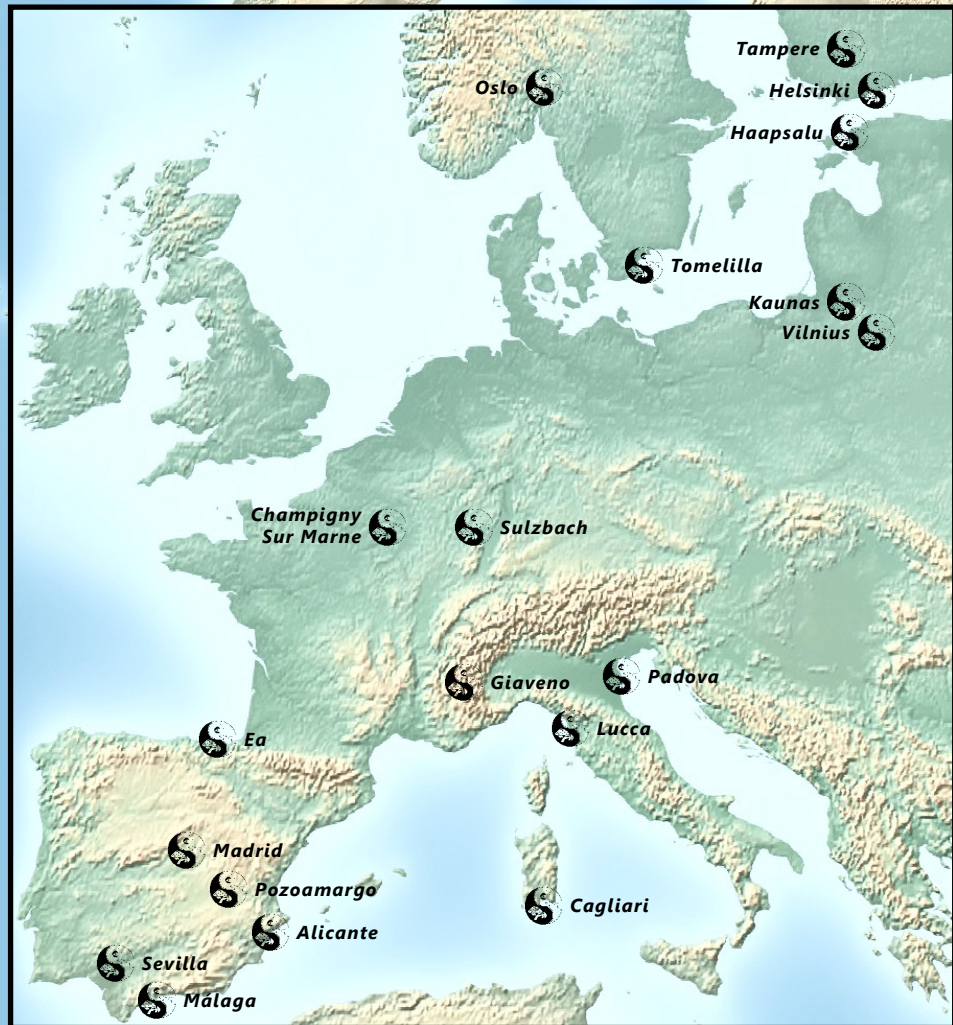 Tampere
Oslo
Helsinki
Haapsalu
Tomelilla
Kaunas
Vilnius
Champigny
Sur Marne
Sulzbach
Giaveno
Padova
Lucca
Ea
Madrid
Pozoamargo
Cagliari
Alicante
Sevilla
Málaga